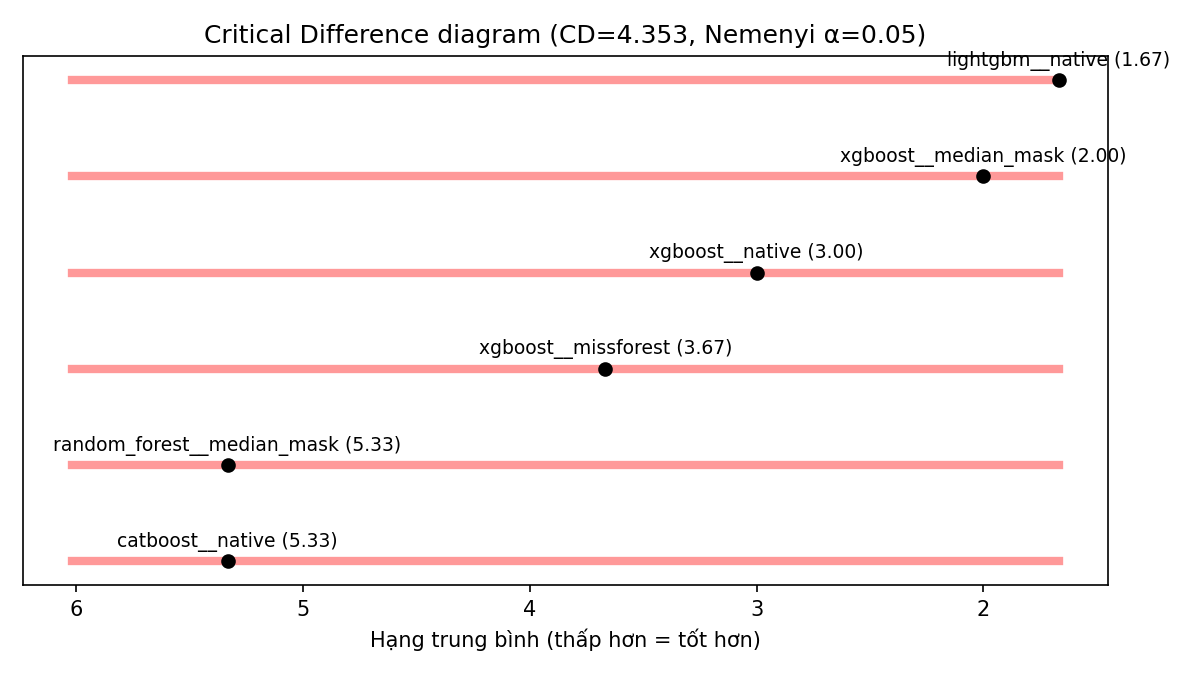 Critical Difference diagram (CD=4.353, Nemenyi α=0.05)
lightgbm__native (1.67)
xgboost__median_mask (2.00)
xgboost__native (3.00)
xgboost__missforest (3.67)
random_forest__median_mask (5.33)
catboost__native (5.33)
6 5 4 3 2
Hạng trung bình (thấp hơn = tốt hơn)